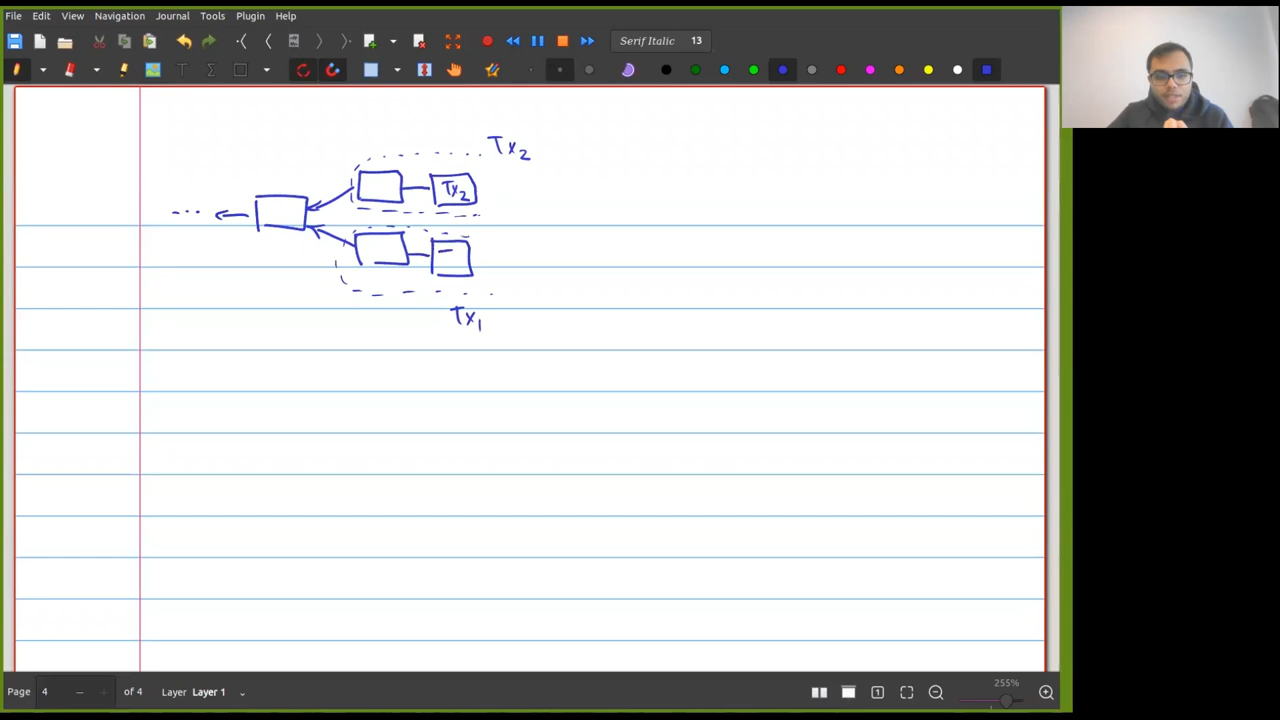 File Edit View Navigation Journal Tools Plugin Help
Serif Italic 13
Tx2
Tx2
...
Tx1
Page 4 of 4 Layer Layer 1 255%